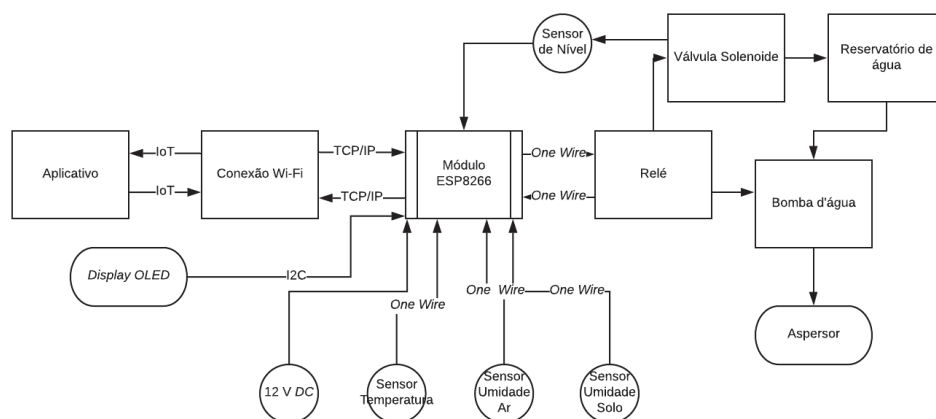 Sensor
de Nível
Válvula Solenoide
Reservatório de
água
Aplicativo
IoT
IoT
Conexão Wi-Fi
TCP/IP
TCP/IP
Módulo
ESP8266
One Wire
One Wire
Relé
Bomba d'água
Display OLED
I2C
One Wire
One Wire
One Wire
Aspersor
12 V DC
Sensor
Temperatura
Sensor
Umidade
Ar
Sensor
Umidade
Solo